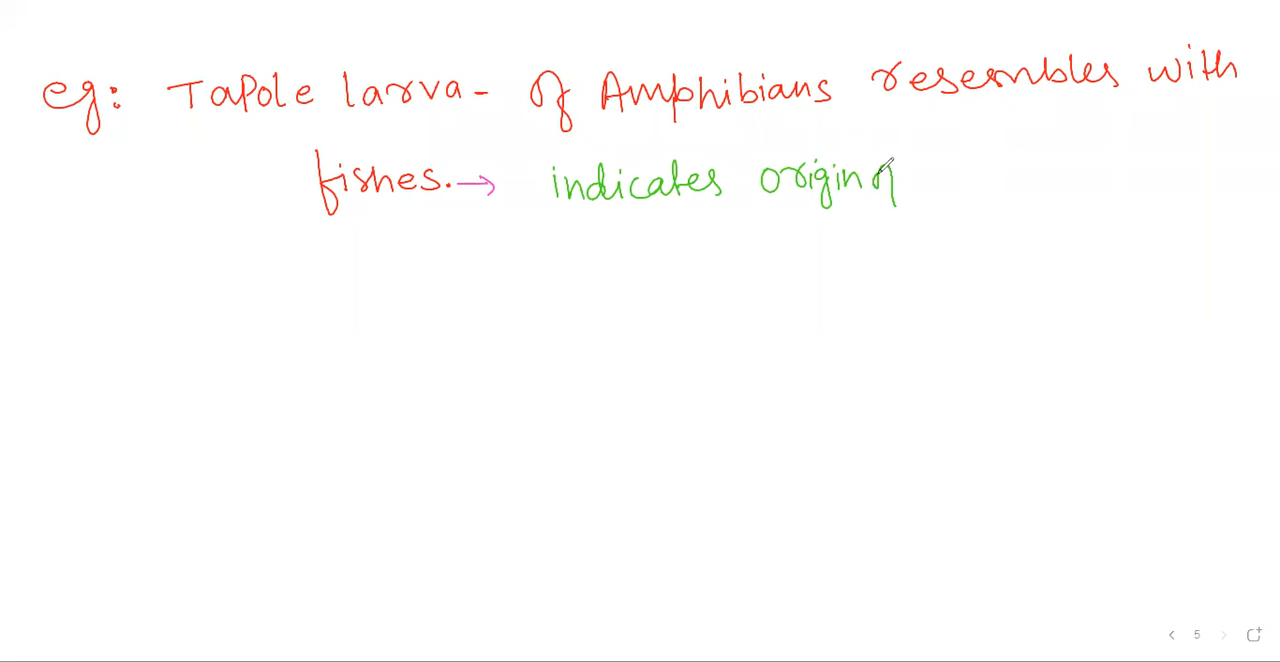 eg: Tapole larva - of Amphibians resembles with
fishes. → indicates origin of
5